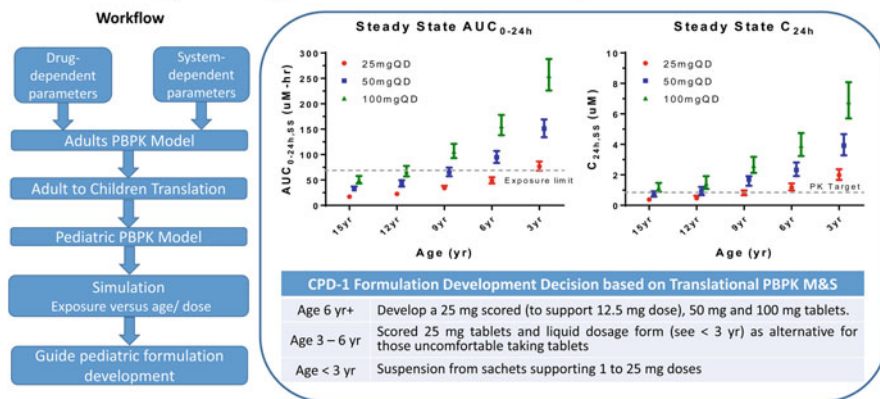 Workflow
Drug-
dependent
parameters
System-
dependent
parameters
Adults PBPK Model
Adult to Children Translation
Pediatric PBPK Model
Simulation
Exposure versus age/ dose
Guide pediatric formulation
development
Steady State AUC0-24h
AUC0-24h,SS (uM-hr)
300
250
200
150
100
50
0
25mgQD
50mgQD
100mgQD
Exposure limit
15yr
12yr
9yr
6yr
3yr
Age (yr)
Steady State C24h
C24h,SS (uM)
10
8
6
4
2
0
25mgQD
50mgQD
100mgQD
PK Target
15yr
12yr
9yr
6yr
3yr
Age (yr)
CPD-1 Formulation Development Decision based on Translational PBPK M&S
Age 6 yr+ Develop a 25 mg scored (to support 12.5 mg dose), 50 mg and 100 mg tablets.
Age 3 – 6 yr Scored 25 mg tablets and liquid dosage form (see < 3 yr) as alternative for
those uncomfortable taking tablets
Age < 3 yr Suspension from sachets supporting 1 to 25 mg doses